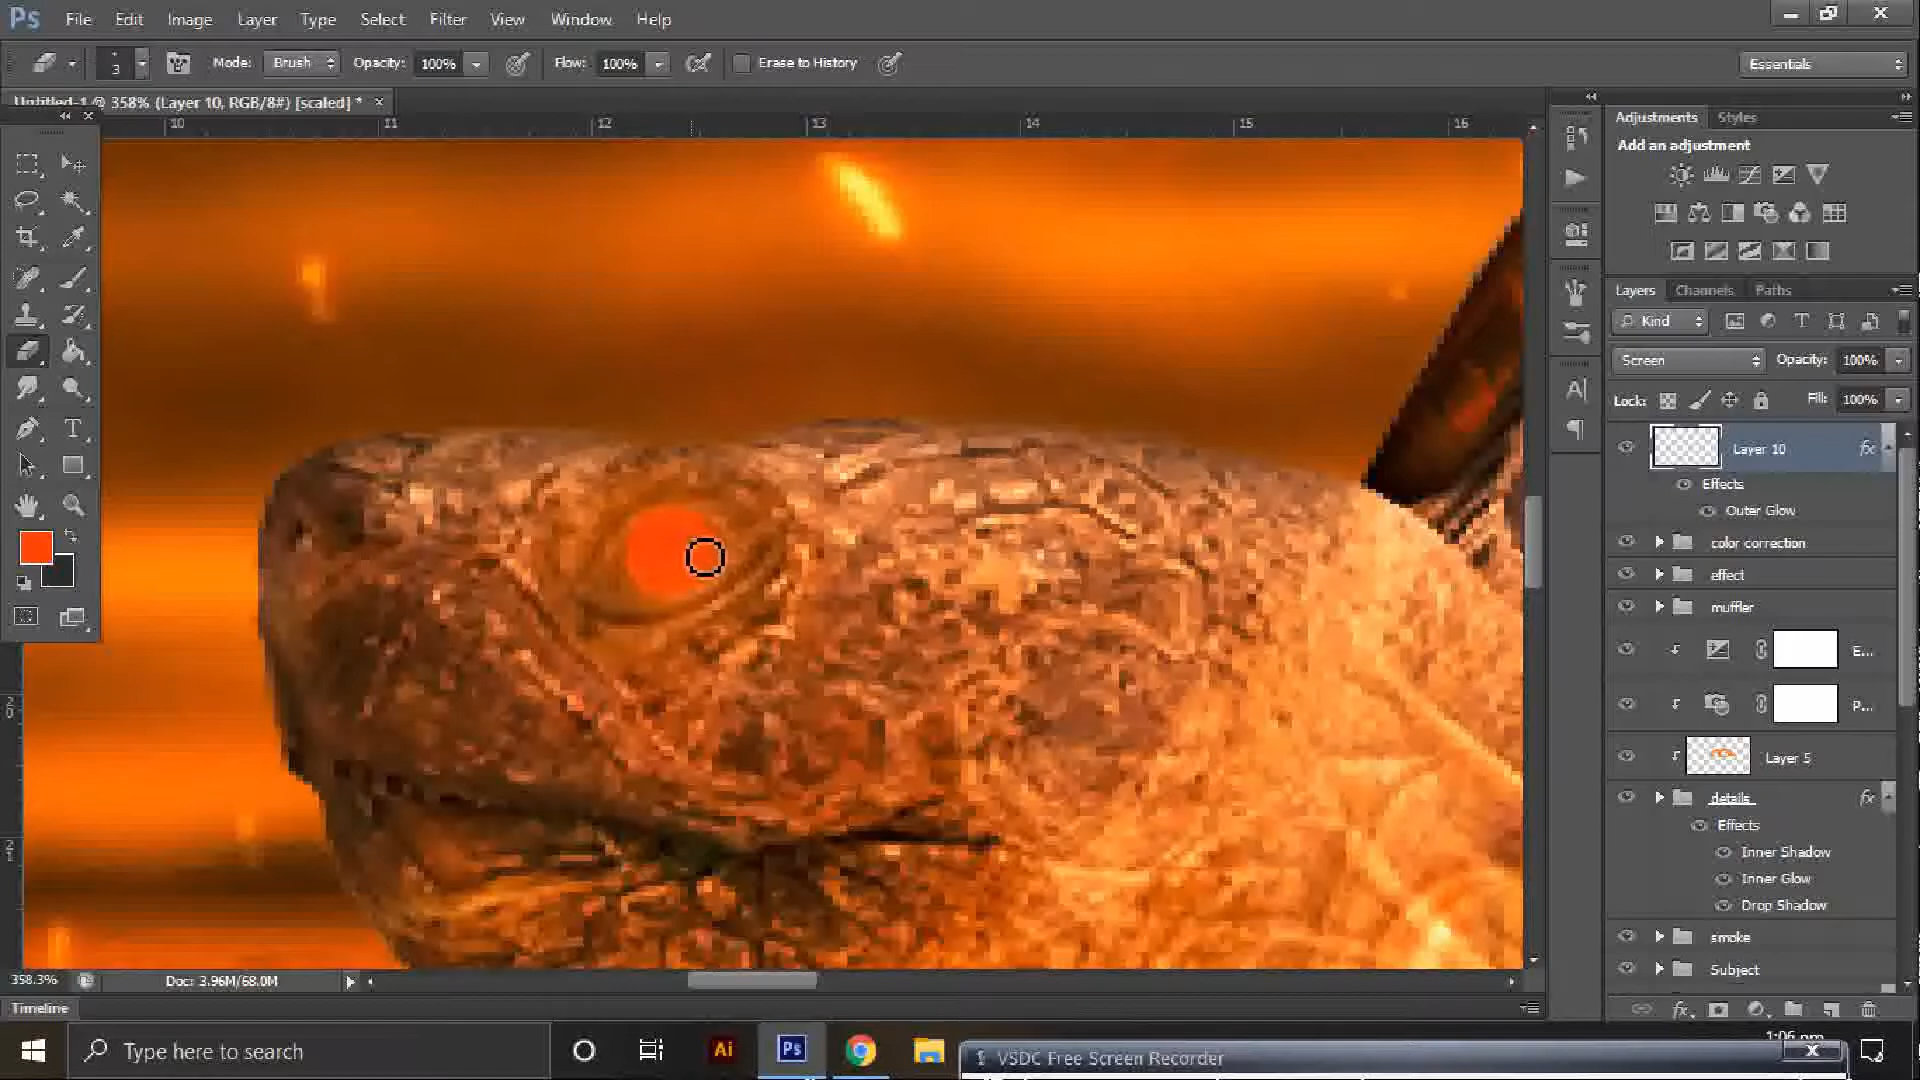 Ps File Edit Image Layer Type Select Filter View Window Help
3 Mode: Brush Opacity: 100% Flow: 100% Erase to History Essentials
Untitled-1 @ 358% (Layer 10, RGB/8#) [scaled] * ×
10 11 12 13 14 15 16
Adjustments Styles
Add an adjustment
Layers Channels Paths
Kind
Screen Opacity: 100%
Lock: Fill: 100%
Layer 10 fx
Effects
Outer Glow
color correction
effect
muffler
E...
P...
Layer 5
details fx
Effects
Inner Shadow
Inner Glow
Drop Shadow
smoke
Subject
20
21
358.3% Doc: 3.96M/68.0M
Timeline
Type here to search
Ai Ps
VSDC Free Screen Recorder
1:06 pm